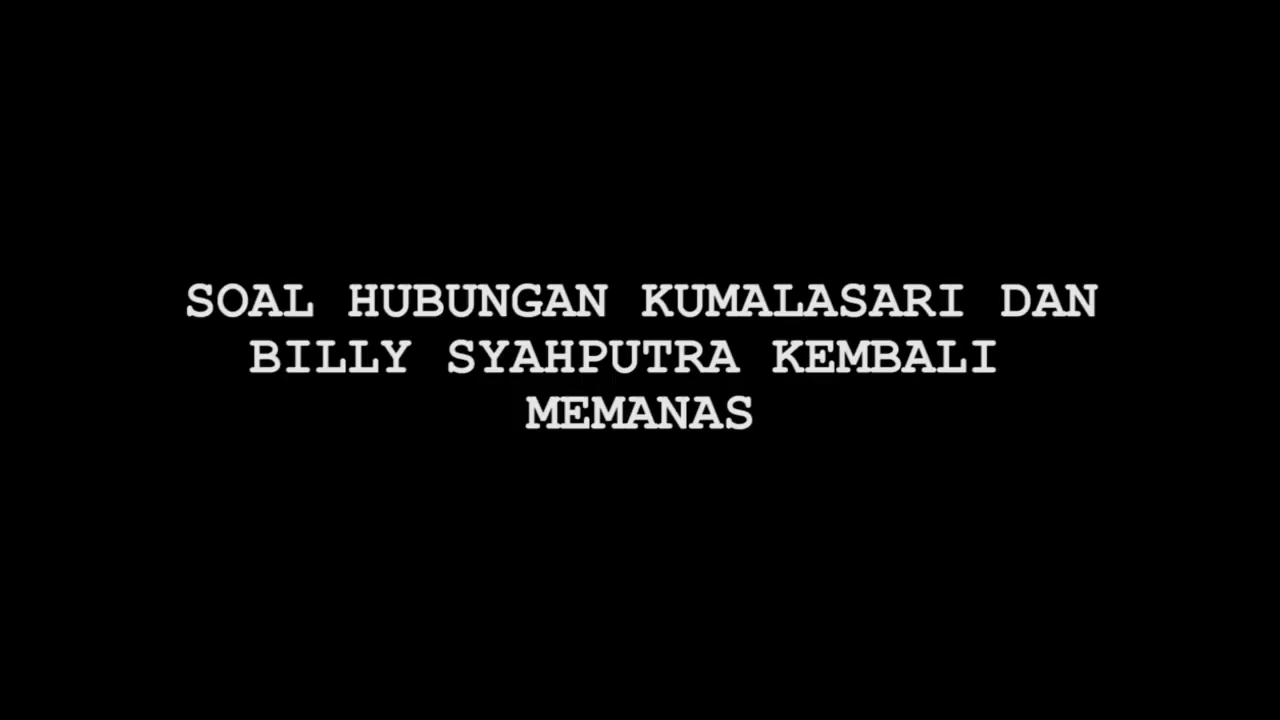 SOAL HUBUNGAN KUMALASARI DAN
BILLY SYAHPUTRA KEMBALI
MEMANAS